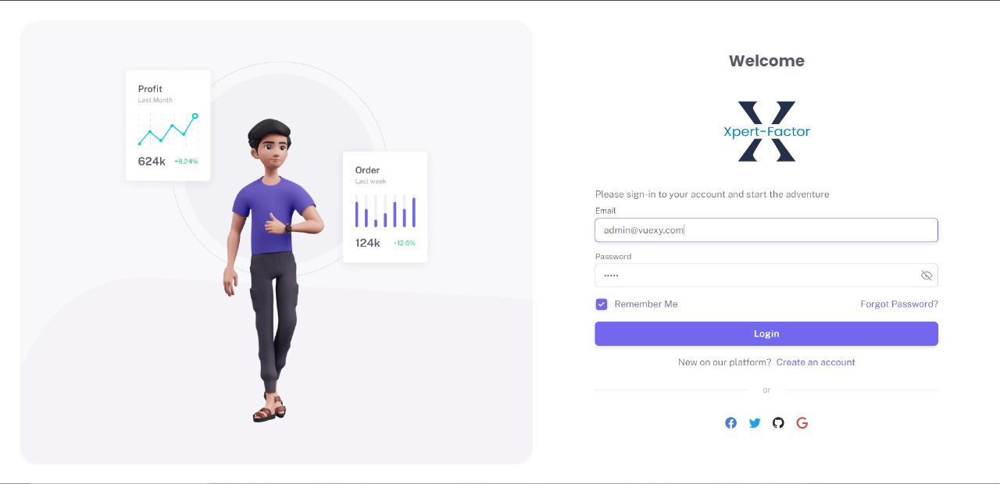 Profit
Last Month
624k +8.24%
Order
Last week
124k +12.6%
Welcome
Xpert-Factor
Please sign-in to your account and start the adventure
Email
admin@vuexy.com
Password
•••••
Remember Me Forgot Password?
Login
New on our platform? Create an account
or